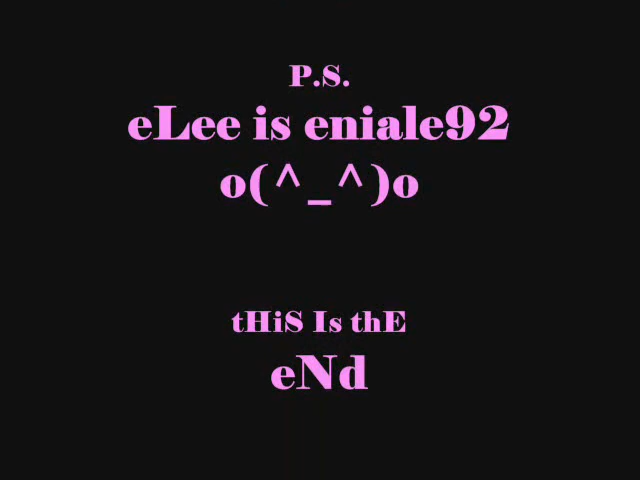 P.S.
eLee is eniale92
o(^_^)o
tHiS Is thE
eNd